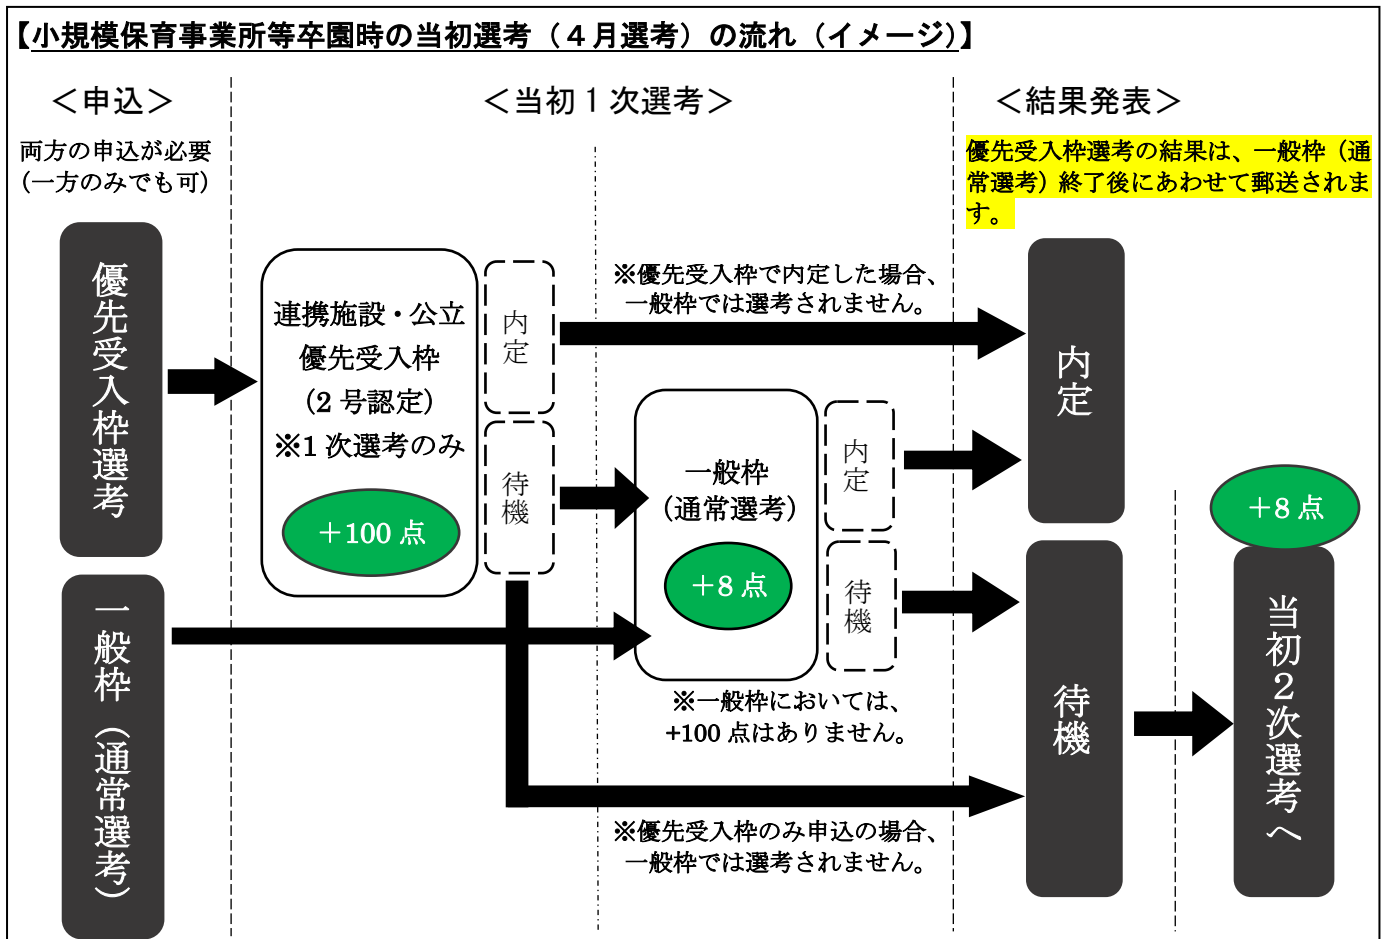 【小規模保育事業所等卒園時の当初選考（４月選考）の流れ（イメージ）】
＜申込＞
両方の申込が必要
（一方のみでも可）
優先受入枠選考
一般枠（通常選考）
＜当初１次選考＞
連携施設・公立
優先受入枠
（2 号認定）
※1 次選考のみ
＋100 点
内定
待機
※優先受入枠で内定した場合、
一般枠では選考されません。
一般枠
（通常選考）
＋8 点
内定
待機
※一般枠においては、
+100 点はありません。
※優先受入枠のみ申込の場合、
一般枠では選考されません。
＜結果発表＞
優先受入枠選考の結果は、一般枠（通
常選考）終了後にあわせて郵送されま
す。
内定
待機
＋8 点
当初２次選考へ